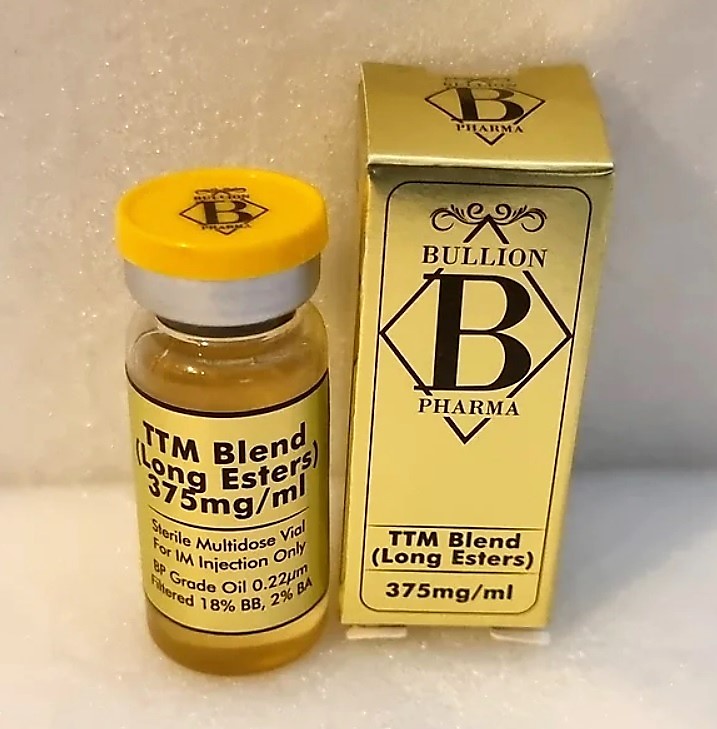 BULLION
B
PHARMA
TTM Blend
(Long Esters)
375mg/ml
Sterile Multidose Vial
For IM Injection Only
BP Grade Oil 0.22µm
Filtered 18% BB, 2% BA
BULLION
B
PHARMA
BULLION
B
PHARMA
TTM Blend
(Long Esters)
375mg/ml